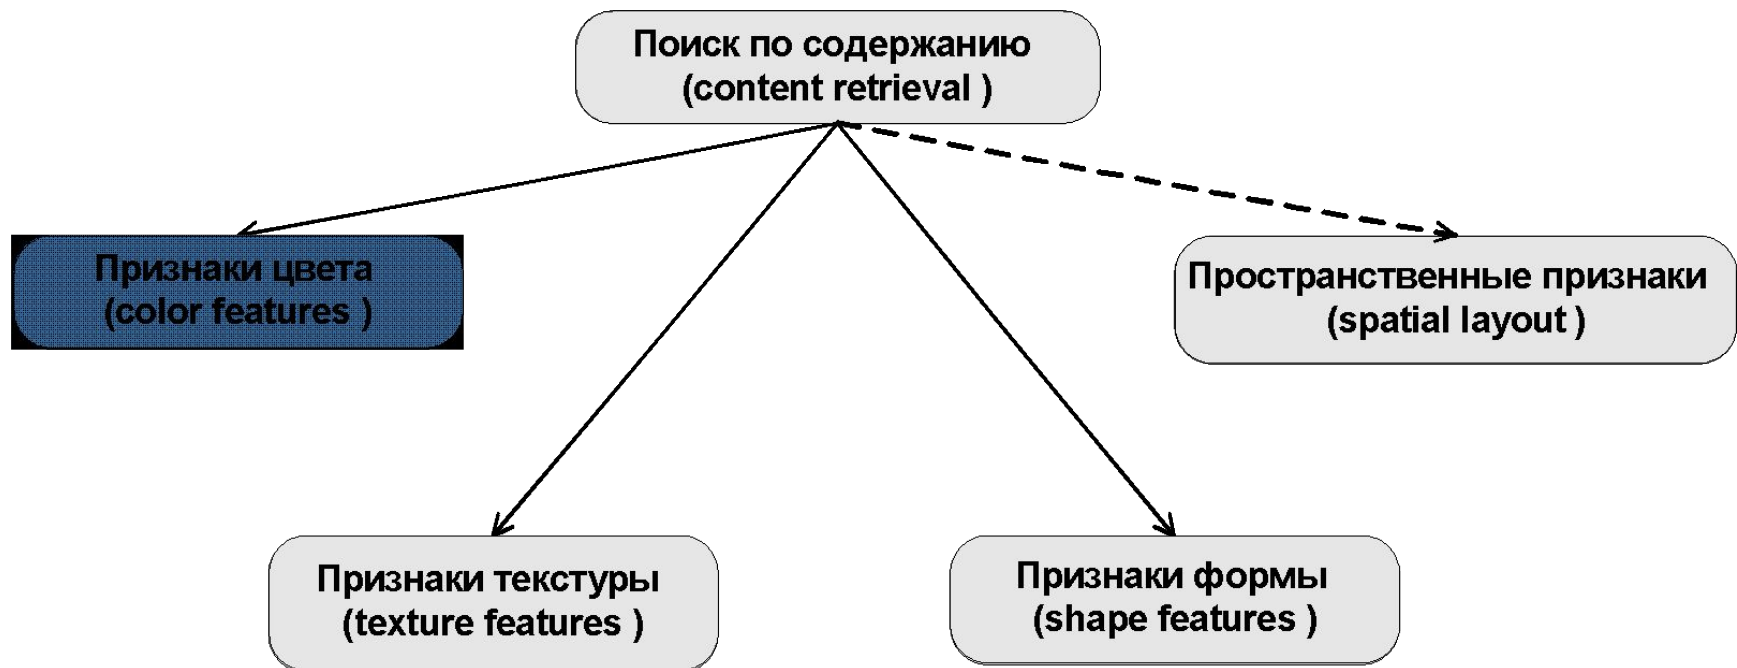 Поиск по содержанию
(content retrieval )
Признаки цвета
(color features )
Пространственные признаки
(spatial layout )
Признаки текстуры
(texture features )
Признаки формы
(shape features )